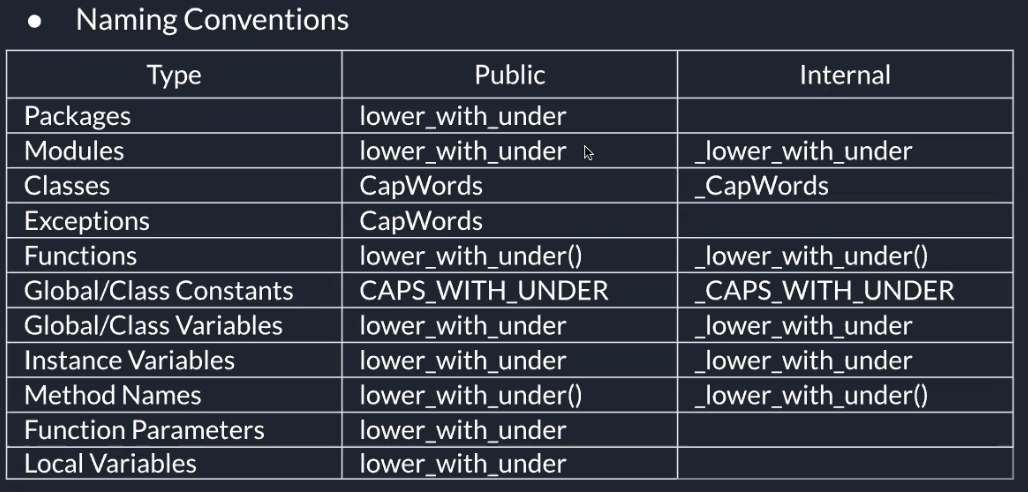 ● Naming Conventions
Type Public Internal
Packages lower_with_under
Modules lower_with_under _lower_with_under
Classes CapWords _CapWords
Exceptions CapWords
Functions lower_with_under() _lower_with_under()
Global/Class Constants CAPS_WITH_UNDER _CAPS_WITH_UNDER
Global/Class Variables lower_with_under _lower_with_under
Instance Variables lower_with_under _lower_with_under
Method Names lower_with_under() _lower_with_under()
Function Parameters lower_with_under
Local Variables lower_with_under